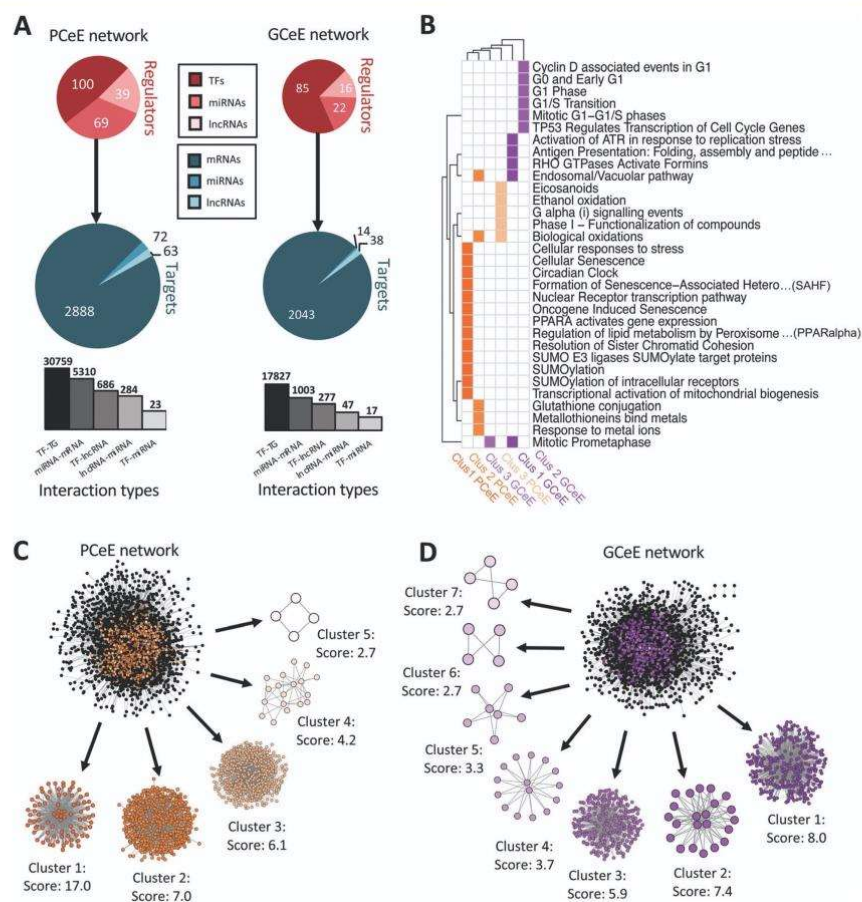 A
PCeE network
GCeE network
100
39
69
Regulators
TFs
miRNAs
lncRNAs
85
16
22
Regulators
mRNAs
miRNAs
lncRNAs
72
63
2888
Targets
14
38
2043
Targets
30759
5310
686
284
23
TF-TG
miRNA-mRNA
TF-lncRNA
lncRNA-miRNA
TF-miRNA
Interaction types
17827
1003
277
47
17
TF-TG
miRNA-mRNA
TF-lncRNA
lncRNA-miRNA
TF-miRNA
Interaction types
B
Cyclin D associated events in G1
G0 and Early G1
G1 Phase
G1/S Transition
Mitotic G1-G1/S phases
TP53 Regulates Transcription of Cell Cycle Genes
Activation of ATR in response to replication stress
Antigen Presentation: Folding, assembly and peptide ...
RHO GTPases Activate Formins
Endosomal/Vacuolar pathway
Eicosanoids
Ethanol oxidation
G alpha (i) signalling events
Phase I - Functionalization of compounds
Biological oxidations
Cellular responses to stress
Cellular Senescence
Circadian Clock
Formation of Senescence-Associated Hetero ...(SAHF)
Nuclear Receptor transcription pathway
Oncogene Induced Senescence
PPARA activates gene expression
Regulation of lipid metabolism by Peroxisome ...(PPARalpha)
Resolution of Sister Chromatid Cohesion
SUMO E3 ligases SUMOylate target proteins
SUMOylation
SUMOylation of intracellular receptors
Transcriptional activation of mitochondrial biogenesis
Glutathione conjugation
Metallothioneins bind metals
Response to metal ions
Mitotic Prometaphase
Clus1 PCeE
Clus 2 PCeE
Clus 3 GCeE
Clus 3 PCeE
Clus 1 GCeE
Clus 2 GCeE
C
PCeE network
Cluster 5:
Score: 2.7
Cluster 4:
Score: 4.2
Cluster 3:
Score: 6.1
Cluster 2:
Score: 7.0
Cluster 1:
Score: 17.0
D
GCeE network
Cluster 7:
Score: 2.7
Cluster 6:
Score: 2.7
Cluster 5:
Score: 3.3
Cluster 4:
Score: 3.7
Cluster 3:
Score: 5.9
Cluster 2:
Score: 7.4
Cluster 1:
Score: 8.0